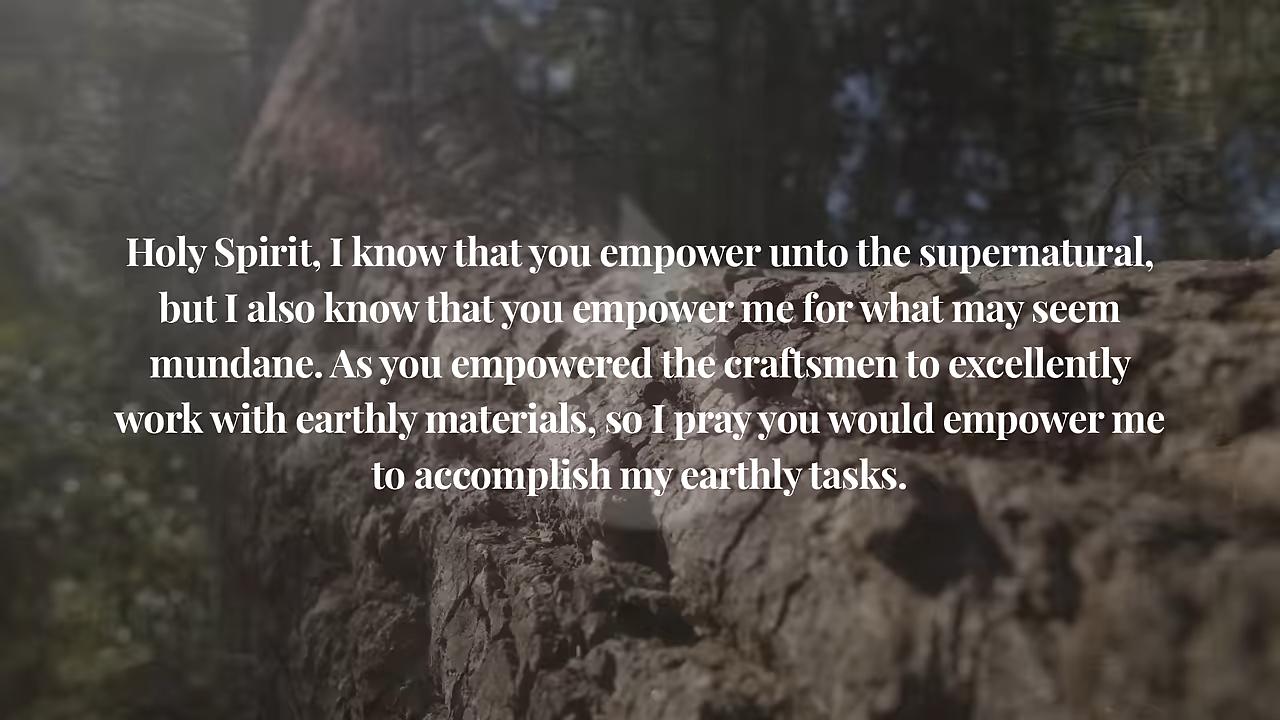 Holy Spirit, I know that you empower unto the supernatural,
but I also know that you empower me for what may seem
mundane. As you empowered the craftsmen to excellently
work with earthly materials, so I pray you would empower me
to accomplish my earthly tasks.